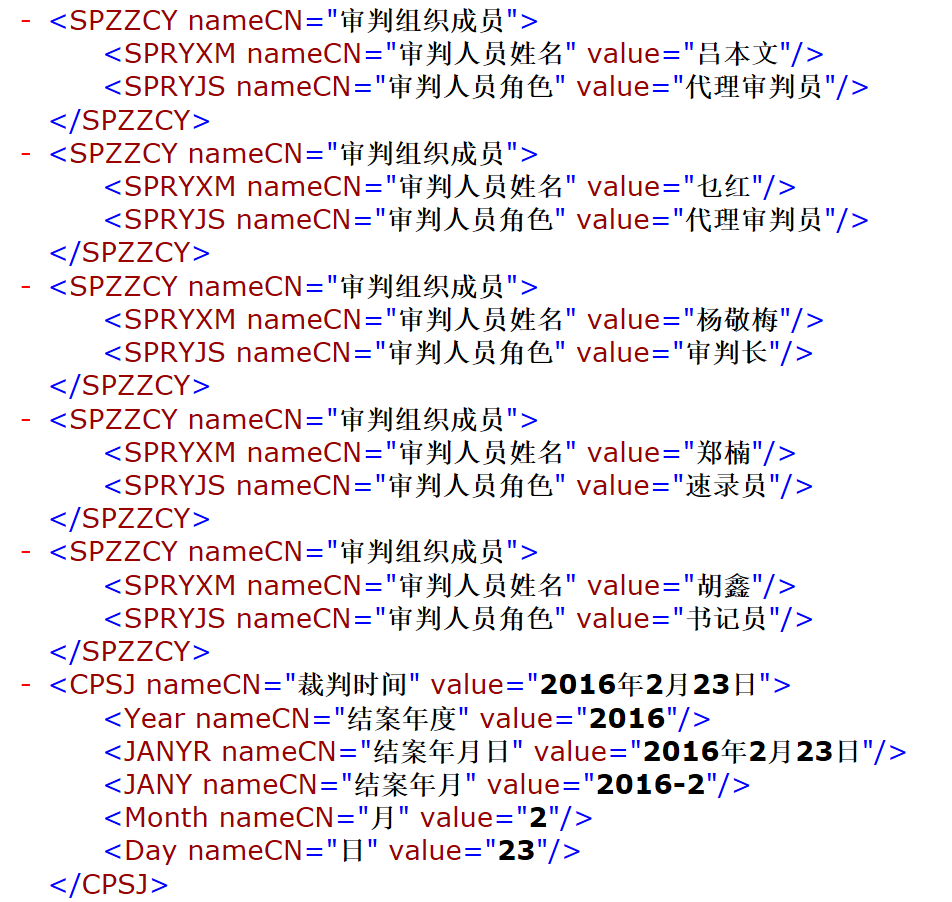 - <SPZZCY nameCN="审判组织成员">
<SPRYXM nameCN="审判人员姓名" value="吕本文"/>
<SPRYJS nameCN="审判人员角色" value="代理审判员"/>
</SPZZCY>
- <SPZZCY nameCN="审判组织成员">
<SPRYXM nameCN="审判人员姓名" value="乜红"/>
<SPRYJS nameCN="审判人员角色" value="代理审判员"/>
</SPZZCY>
- <SPZZCY nameCN="审判组织成员">
<SPRYXM nameCN="审判人员姓名" value="杨敬梅"/>
<SPRYJS nameCN="审判人员角色" value="审判长"/>
</SPZZCY>
- <SPZZCY nameCN="审判组织成员">
<SPRYXM nameCN="审判人员姓名" value="郑楠"/>
<SPRYJS nameCN="审判人员角色" value="速录员"/>
</SPZZCY>
- <SPZZCY nameCN="审判组织成员">
<SPRYXM nameCN="审判人员姓名" value="胡鑫"/>
<SPRYJS nameCN="审判人员角色" value="书记员"/>
</SPZZCY>
- <CPSJ nameCN="裁判时间" value="2016年2月23日">
<Year nameCN="结案年度" value="2016"/>
<JANYR nameCN="结案年月日" value="2016年2月23日"/>
<JANY nameCN="结案年月" value="2016-2"/>
<Month nameCN="月" value="2"/>
<Day nameCN="日" value="23"/>
</CPSJ>